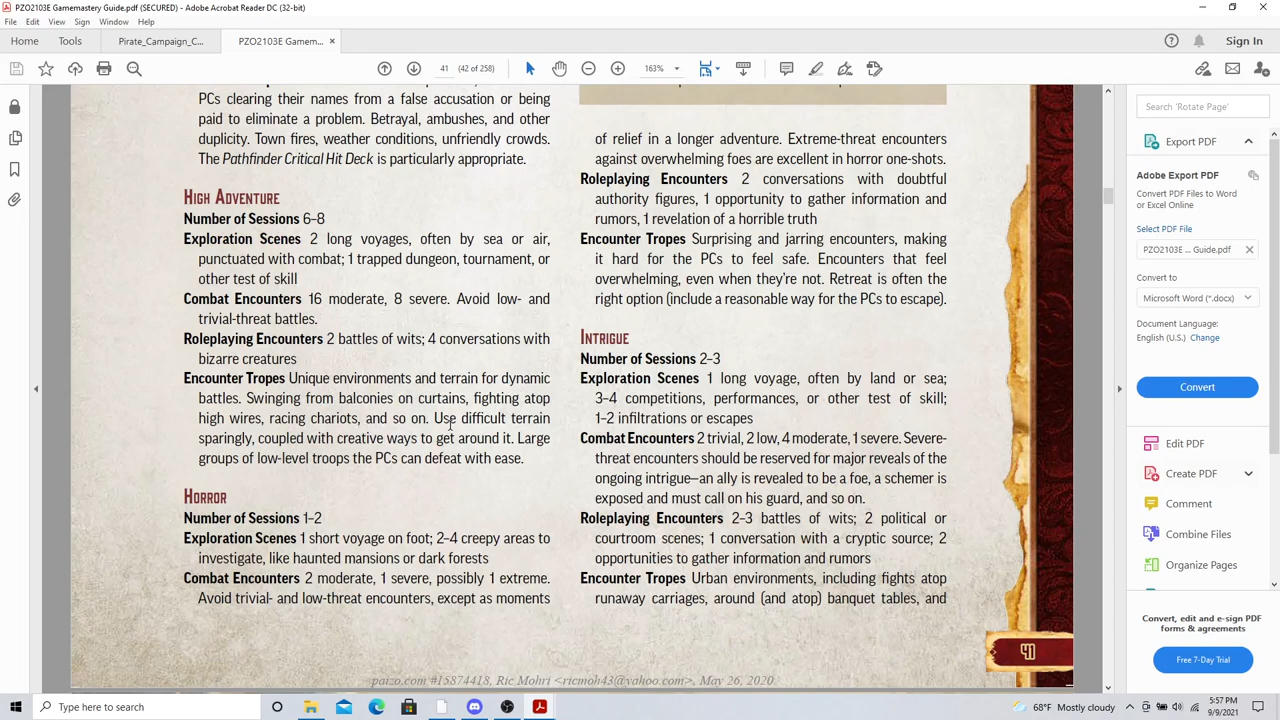 PZO2103E Gamemastery Guide.pdf (SECURED) - Adobe Acrobat Reader DC (32-bit)
File Edit View Sign Window Help
Home Tools Pirate_Campaign_C... PZO2103E Gamem... ×
Sign In
41 (42 of 258) 163%
PCs clearing their names from a false accusation or being
paid to eliminate a problem. Betrayal, ambushes, and other
duplicity. Town fires, weather conditions, unfriendly crowds.
The Pathfinder Critical Hit Deck is particularly appropriate.
HIGH ADVENTURE
Number of Sessions 6–8
Exploration Scenes 2 long voyages, often by sea or air,
punctuated with combat; 1 trapped dungeon, tournament, or
other test of skill
Combat Encounters 16 moderate, 8 severe. Avoid low- and
trivial-threat battles.
Roleplaying Encounters 2 battles of wits; 4 conversations with
bizarre creatures
Encounter Tropes Unique environments and terrain for dynamic
battles. Swinging from balconies on curtains, fighting atop
high wires, racing chariots, and so on. Use difficult terrain
sparingly, coupled with creative ways to get around it. Large
groups of low-level troops the PCs can defeat with ease.
HORROR
Number of Sessions 1–2
Exploration Scenes 1 short voyage on foot; 2–4 creepy areas to
investigate, like haunted mansions or dark forests
Combat Encounters 2 moderate, 1 severe, possibly 1 extreme.
Avoid trivial- and low-threat encounters, except as moments
of relief in a longer adventure. Extreme-threat encounters
against overwhelming foes are excellent in horror one-shots.
Roleplaying Encounters 2 conversations with doubtful
authority figures, 1 opportunity to gather information and
rumors, 1 revelation of a horrible truth
Encounter Tropes Surprising and jarring encounters, making
it hard for the PCs to feel safe. Encounters that feel
overwhelming, even when they're not. Retreat is often the
right option (include a reasonable way for the PCs to escape).
INTRIGUE
Number of Sessions 2–3
Exploration Scenes 1 long voyage, often by land or sea;
3–4 competitions, performances, or other test of skill;
1–2 infiltrations or escapes
Combat Encounters 2 trivial, 2 low, 4 moderate, 1 severe. Severe-
threat encounters should be reserved for major reveals of the
ongoing intrigue—an ally is revealed to be a foe, a schemer is
exposed and must call on his guard, and so on.
Roleplaying Encounters 2–3 battles of wits; 2 political or
courtroom scenes; 1 conversation with a cryptic source; 2
opportunities to gather information and rumors
Encounter Tropes Urban environments, including fights atop
runaway carriages, around (and atop) banquet tables, and
41
paizo.com #15874418, Ric Mohri <ricmoh43@yahoo.com>, May 26, 2020
Search 'Rotate Page'
Export PDF
Adobe Export PDF
Convert PDF Files to Word
or Excel Online
Select PDF File
PZO2103E ... Guide.pdf ×
Convert to
Microsoft Word (*.docx)
Document Language:
English (U.S.) Change
Convert
Edit PDF
Create PDF
Comment
Combine Files
Organize Pages
Convert, edit and e-sign PDF
forms & agreements
Free 7-Day Trial
Type here to search
68°F Mostly cloudy
5:57 PM
9/9/2021